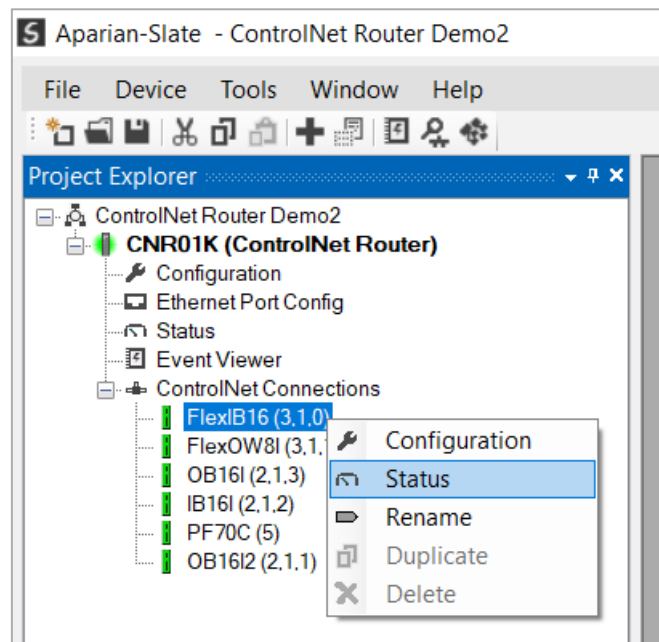 S Aparian-Slate - ControlNet Router Demo2
File Device Tools Window Help
Project Explorer
ControlNet Router Demo2
CNR01K (ControlNet Router)
Configuration
Ethernet Port Config
Status
Event Viewer
ControlNet Connections
FlexIB16 (3,1,0)
FlexOW8I (3,1,
OB16I (2,1,3)
IB16I (2,1,2)
PF70C (5)
OB16I2 (2,1,1)
Configuration
Status
Rename
Duplicate
Delete